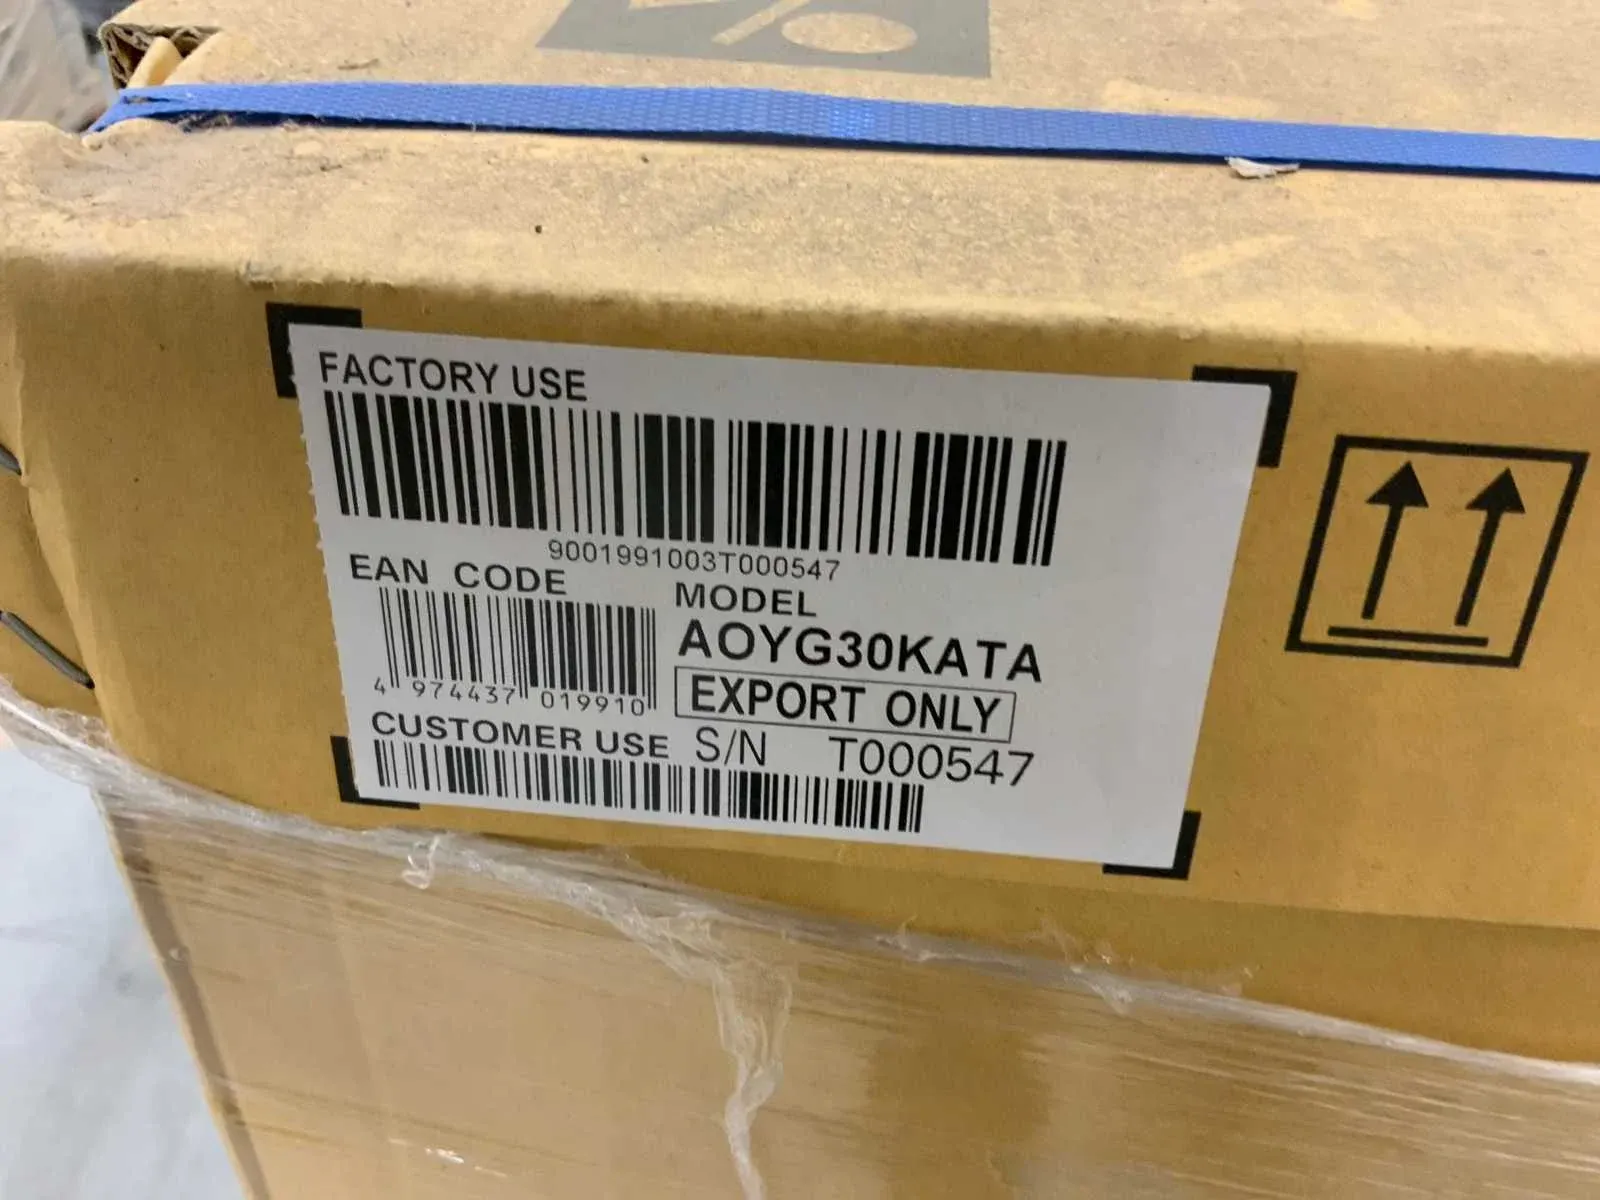 FACTORY USE
9001991003T000547
EAN CODE
4 974437 019910
MODEL
AOYG30KATA
EXPORT ONLY
CUSTOMER USE
S/N T000547